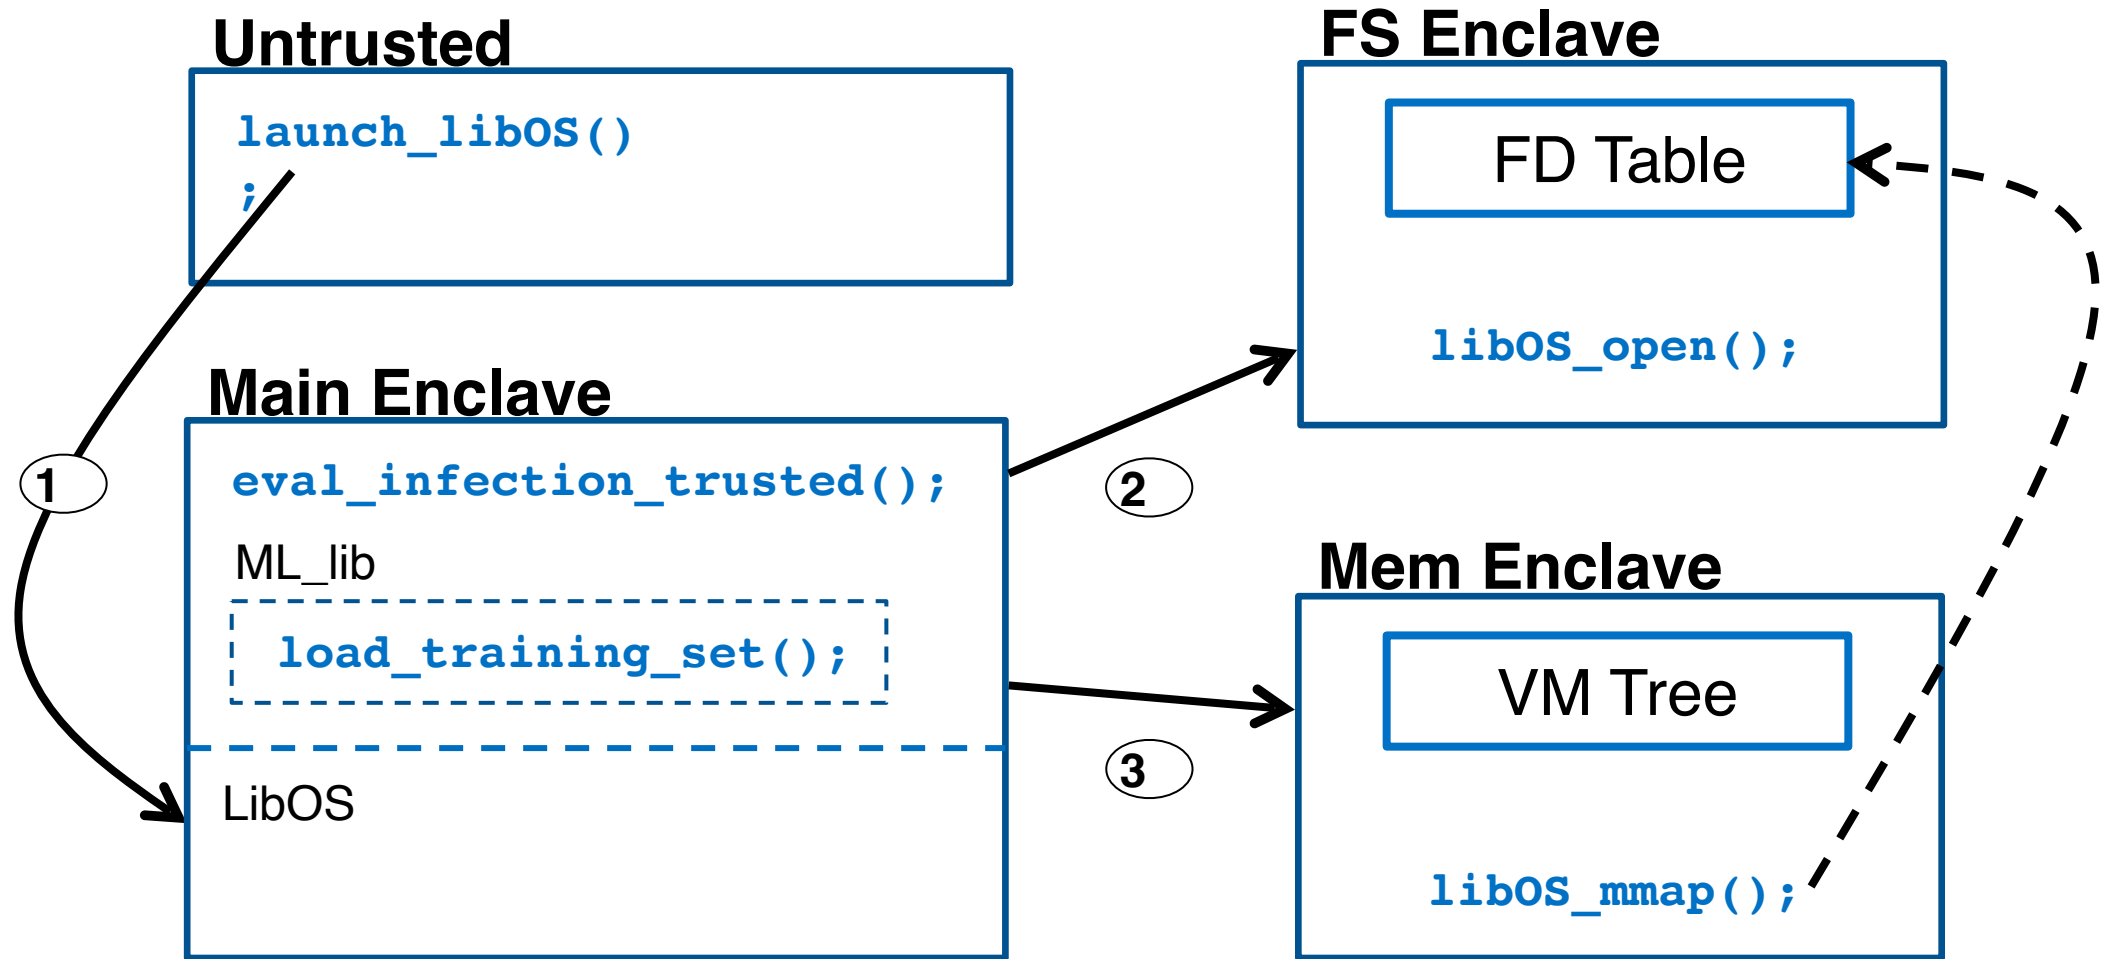 Untrusted
launch_libOS()
;
1
Main Enclave
eval_infection_trusted();
ML_lib
load_training_set();
LibOS
2
3
FS Enclave
FD Table
libOS_open();
Mem Enclave
VM Tree
libOS_mmap();